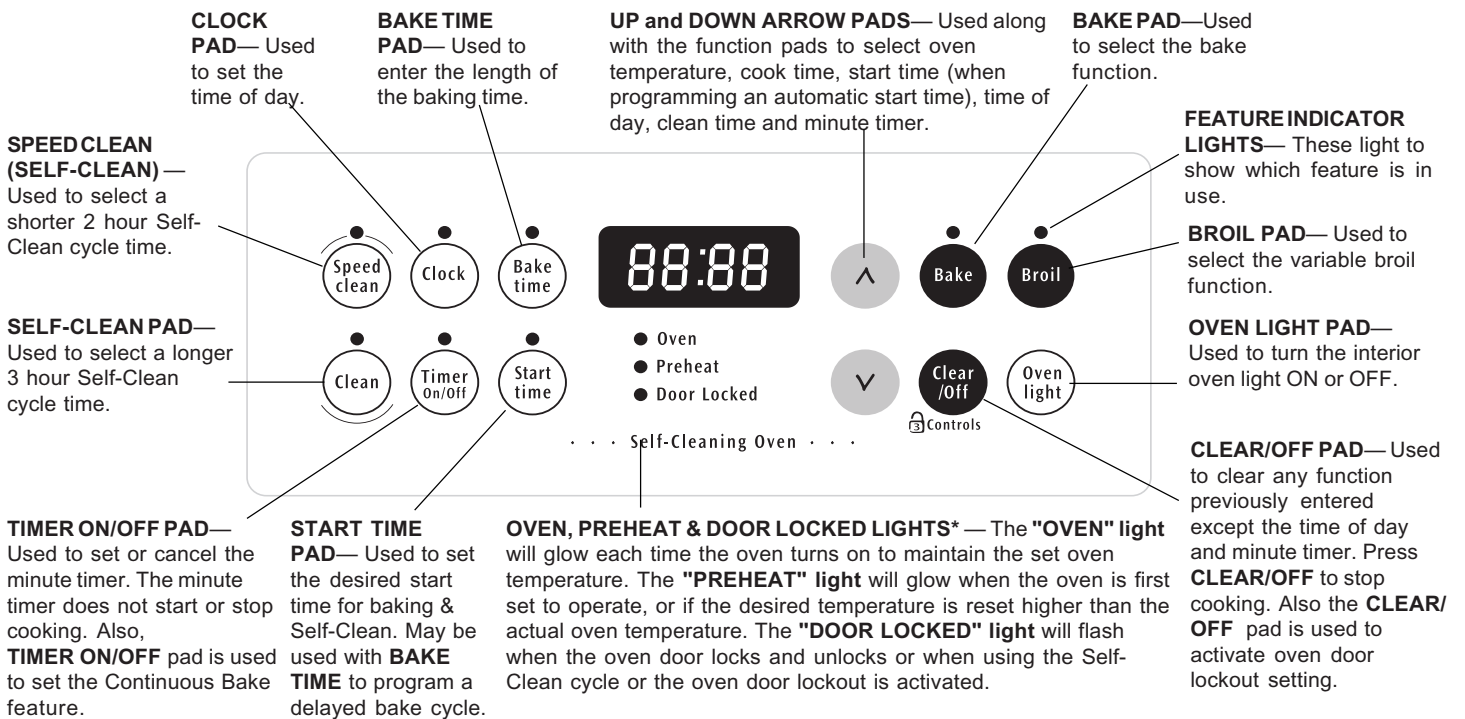 CLOCK
PAD— Used
to set the
time of day.
BAKE TIME
PAD— Used to
enter the length of
the baking time.
UP and DOWN ARROW PADS— Used along
with the function pads to select oven
temperature, cook time, start time (when
programming an automatic start time), time of
day, clean time and minute timer.
BAKE PAD—Used
to select the bake
function.
FEATURE INDICATOR
LIGHTS— These light to
show which feature is in
use.
SPEED CLEAN
(SELF-CLEAN) —
Used to select a
shorter 2 hour Self-
Clean cycle time.
BROIL PAD— Used to
select the variable broil
function.
SELF-CLEAN PAD—
Used to select a longer
3 hour Self-Clean
cycle time.
OVEN LIGHT PAD—
Used to turn the interior
oven light ON or OFF.
Speed
clean
Clock
Bake
time
88:88
Bake
Broil
Clean
Timer
On/Off
Start
time
Oven
Preheat
Door Locked
Clear
/Off
Oven
light
3 Controls
· · · Self-Cleaning Oven · · ·
CLEAR/OFF PAD— Used
to clear any function
previously entered
except the time of day
and minute timer. Press
CLEAR/OFF to stop
cooking. Also the CLEAR/
OFF pad is used to
activate oven door
lockout setting.
TIMER ON/OFF PAD—
Used to set or cancel the
minute timer. The minute
timer does not start or stop
cooking. Also,
TIMER ON/OFF pad is used
to set the Continuous Bake
feature.
START TIME
PAD— Used to set
the desired start
time for baking &
Self-Clean. May be
used with BAKE
TIME to program a
delayed bake cycle.
OVEN, PREHEAT & DOOR LOCKED LIGHTS* — The "OVEN" light
will glow each time the oven turns on to maintain the set oven
temperature. The "PREHEAT" light will glow when the oven is first
set to operate, or if the desired temperature is reset higher than the
actual oven temperature. The "DOOR LOCKED" light will flash
when the oven door locks and unlocks or when using the Self-
Clean cycle or the oven door lockout is activated.